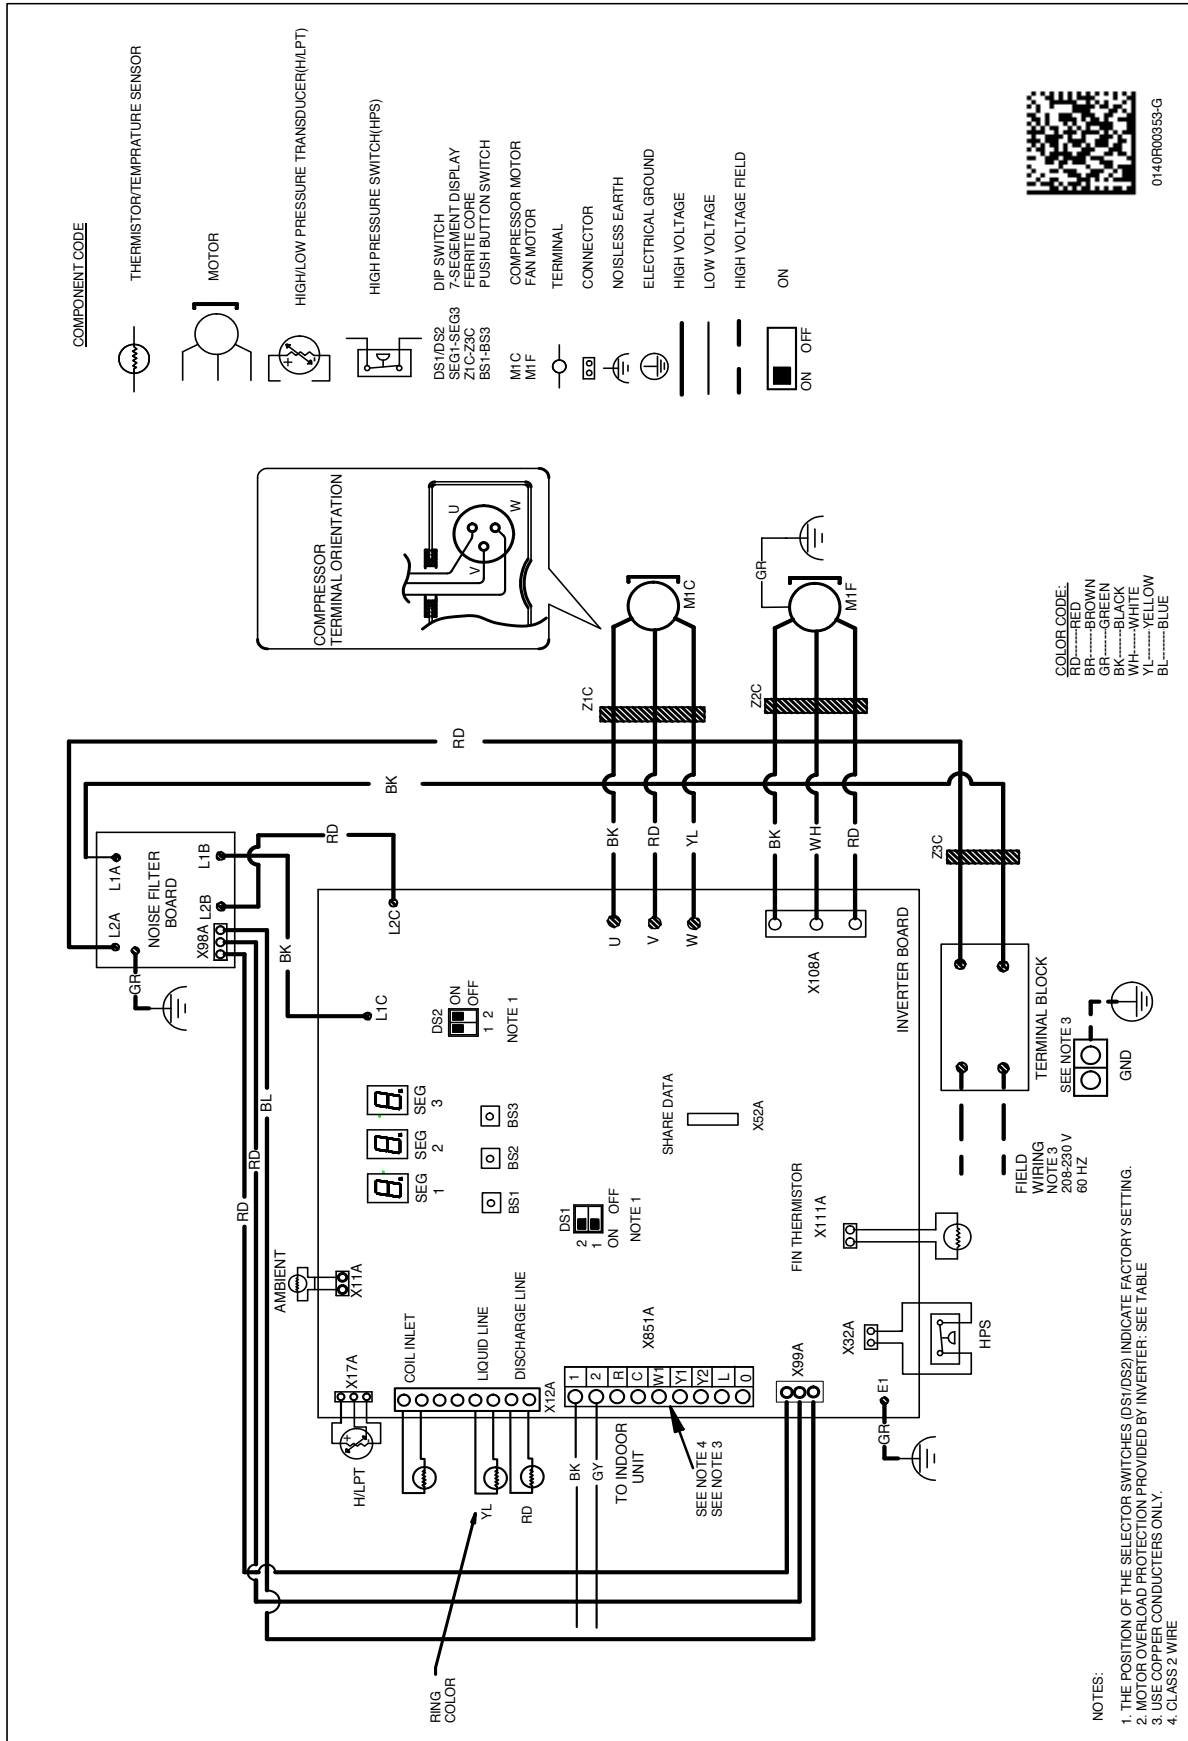 COMPONENT CODE
THERMISTOR/TEMPRATURE SENSOR
MOTOR
HIGH/LOW PRESSURE TRANSDUCER(H/LPT)
HIGH PRESSURE SWITCH(HPS)
DS1/DS2 DIP SWITCH
SEG1-SEG3 7-SEGEMENT DISPLAY
Z1C-Z3C FERRITE CORE
BS1-BS3 PUSH BUTTON SWITCH
M1C COMPRESSOR MOTOR
M1F FAN MOTOR
TERMINAL
CONNECTOR
NOISLESS EARTH
ELECTRICAL GROUND
HIGH VOLTAGE
LOW VOLTAGE
HIGH VOLTAGE FIELD
ON
ON OFF
0140R00353-G
COMPRESSOR
TERMINAL ORIENTATION
U
V
W
M1C
Z1C
BK
RD
YL
U
V
W
M1F
GR
Z2C
BK
WH
RD
X108A
COLOR CODE:
RD--------RED
BR--------BROWN
GR--------GREEN
BK--------BLACK
WH-------WHITE
YL--------YELLOW
BL--------BLUE
NOISE FILTER
BOARD
L2A
L1A
L1B
L2B
X98A
GR
RD
BK
RD
BK
L2C
L1C
RD
RD
BL
DS2
ON
OFF
1 2
NOTE 1
SEG
1
SEG
2
SEG
3
BS1
BS2
BS3
DS1
2
1
ON OFF
NOTE 1
SHARE DATA
X52A
INVERTER BOARD
Z3C
TERMINAL BLOCK
SEE NOTE 3
GND
FIELD
WIRING
NOTE 3
208-230 V
60 HZ
FIN THERMISTOR
X111A
AMBIENT
X11A
X17A
H/LPT
COIL INLET
LIQUID LINE
DISCHARGE LINE
X12A
YL
RD
RING
COLOR
X851A
1
2
R
C
W1
Y1
Y2
L
0
BK
GY
TO INDOOR
UNIT
SEE NOTE 4
SEE NOTE 3
X99A
X32A
HPS
E1
GR
NOTES:
1. THE POSITION OF THE SELECTOR SWITCHES (DS1/DS2) INDICATE FACTORY SETTING.
2. MOTOR OVERLOAD PROTECTION PROVIDED BY INVERTER: SEE TABLE
3. USE COPPER CONDUCTERS ONLY.
4. CLASS 2 WIRE